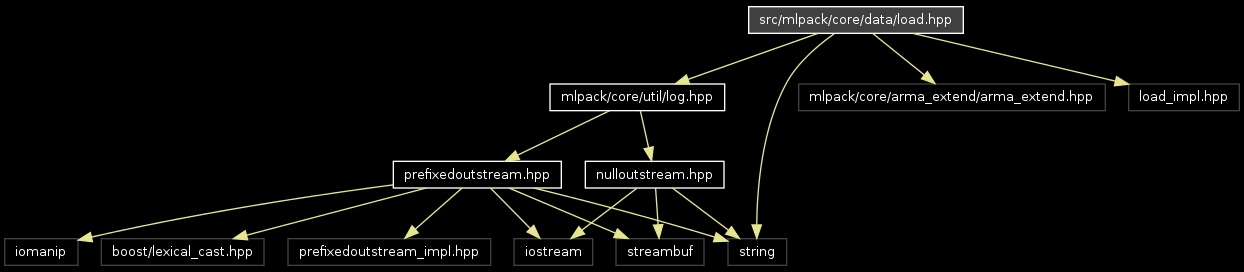 src/mlpack/core/data/load.hpp
mlpack/core/util/log.hpp
mlpack/core/arma_extend/arma_extend.hpp
load_impl.hpp
prefixedoutstream.hpp
nulloutstream.hpp
iomanip
boost/lexical_cast.hpp
prefixedoutstream_impl.hpp
iostream
streambuf
string